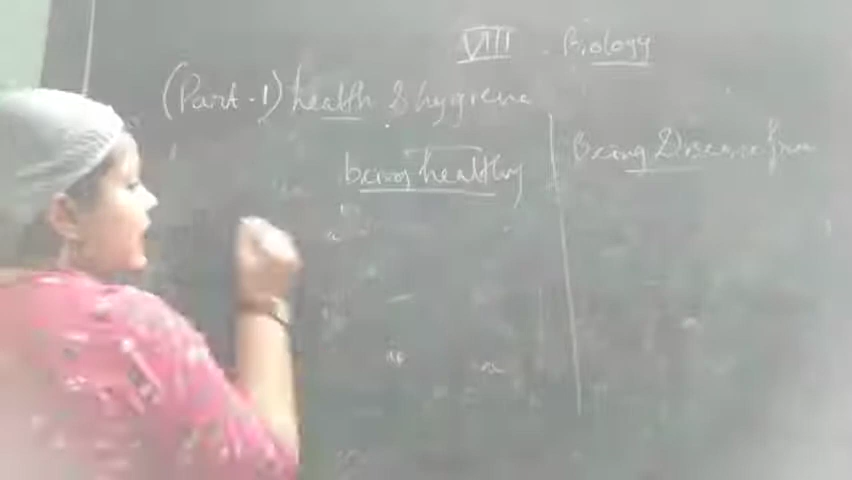 VIII - Biology
(Part-1) health & hygiene
being healthy
Being Disease free